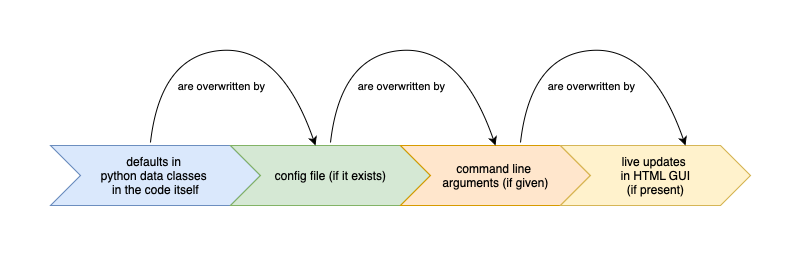 are overwritten by
are overwritten by
are overwritten by
defaults in
python data classes
in the code itself
config file (if it exists)
command line
arguments (if given)
live updates
in HTML GUI
(if present)